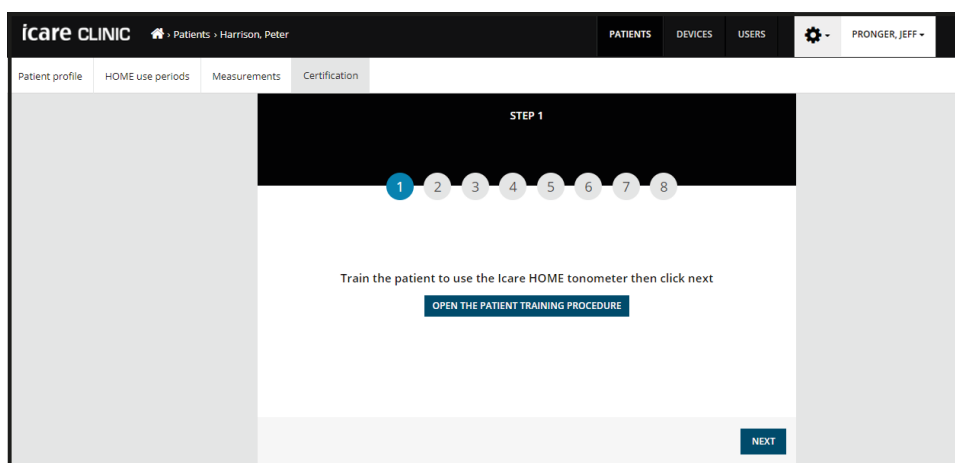 icare CLINIC › Patients › Harrison, Peter PATIENTS DEVICES USERS PRONGER, JEFF
Patient profile HOME use periods Measurements Certification
STEP 1
1 2 3 4 5 6 7 8
Train the patient to use the Icare HOME tonometer then click next
OPEN THE PATIENT TRAINING PROCEDURE
NEXT